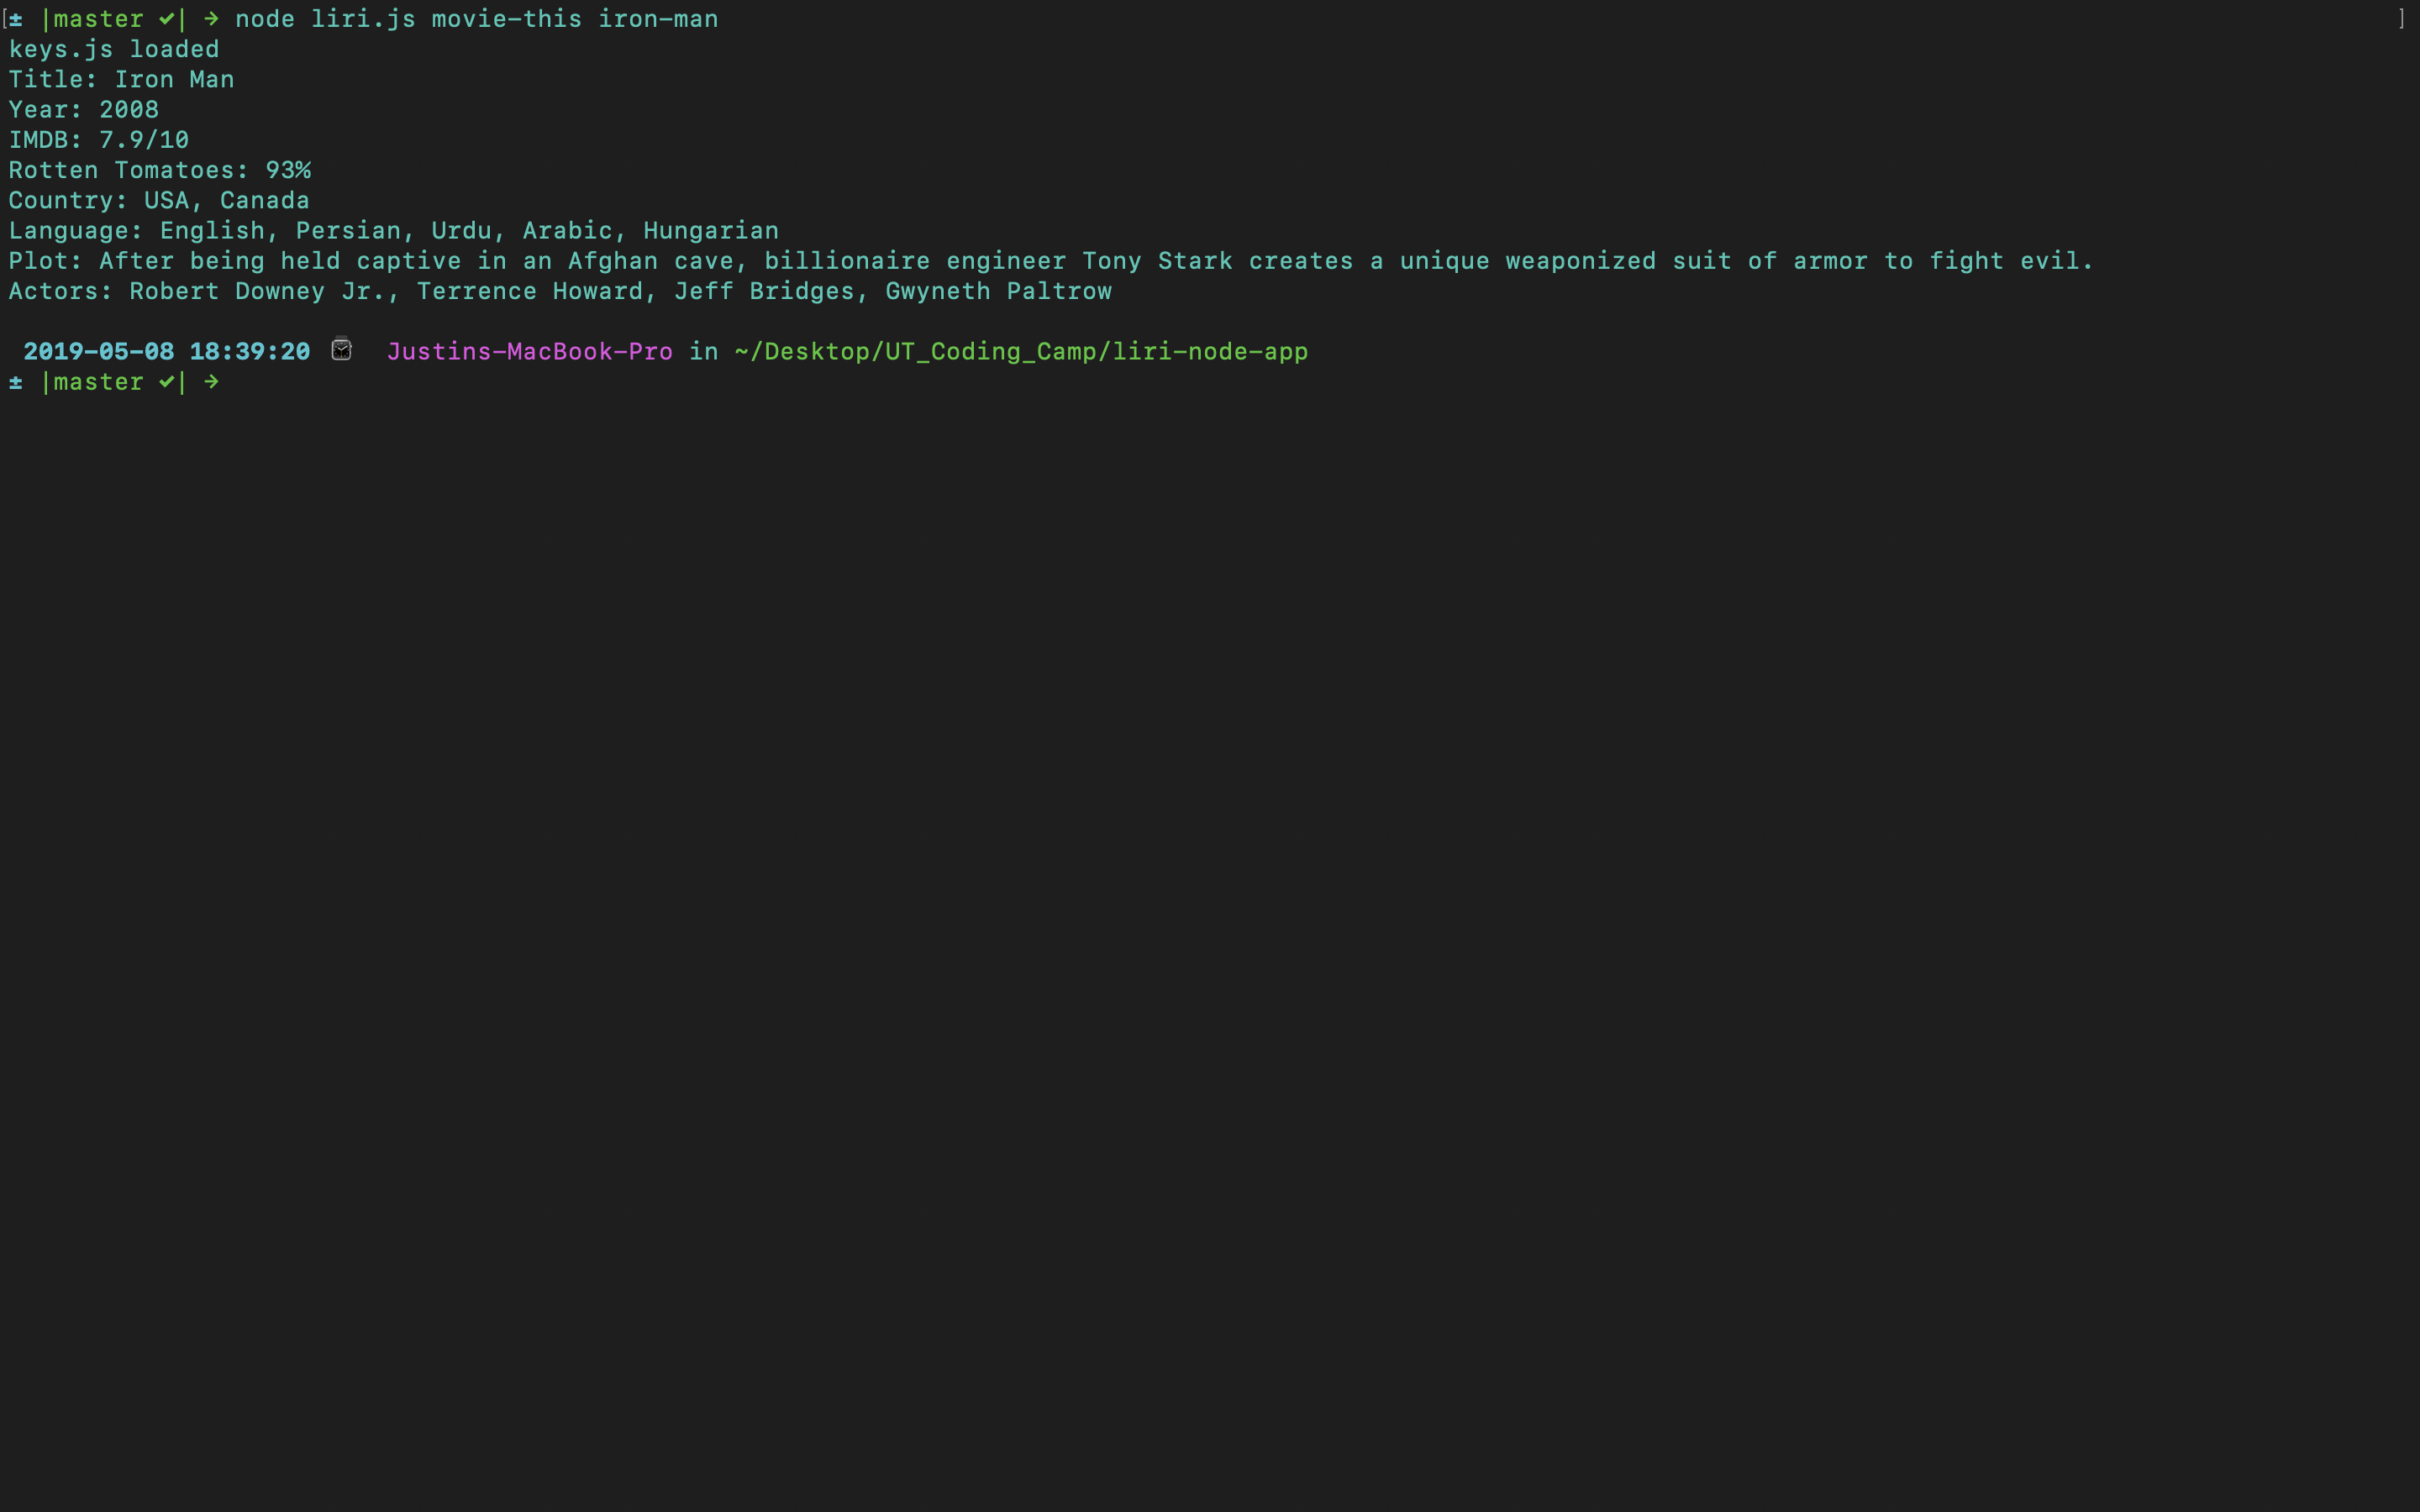 [± |master ✓| → node liri.js movie-this iron-man ]
keys.js loaded
Title: Iron Man
Year: 2008
IMDB: 7.9/10
Rotten Tomatoes: 93%
Country: USA, Canada
Language: English, Persian, Urdu, Arabic, Hungarian
Plot: After being held captive in an Afghan cave, billionaire engineer Tony Stark creates a unique weaponized suit of armor to fight evil.
Actors: Robert Downey Jr., Terrence Howard, Jeff Bridges, Gwyneth Paltrow
2019-05-08 18:39:20 Justins-MacBook-Pro in ~/Desktop/UT_Coding_Camp/liri-node-app
± |master ✓| →